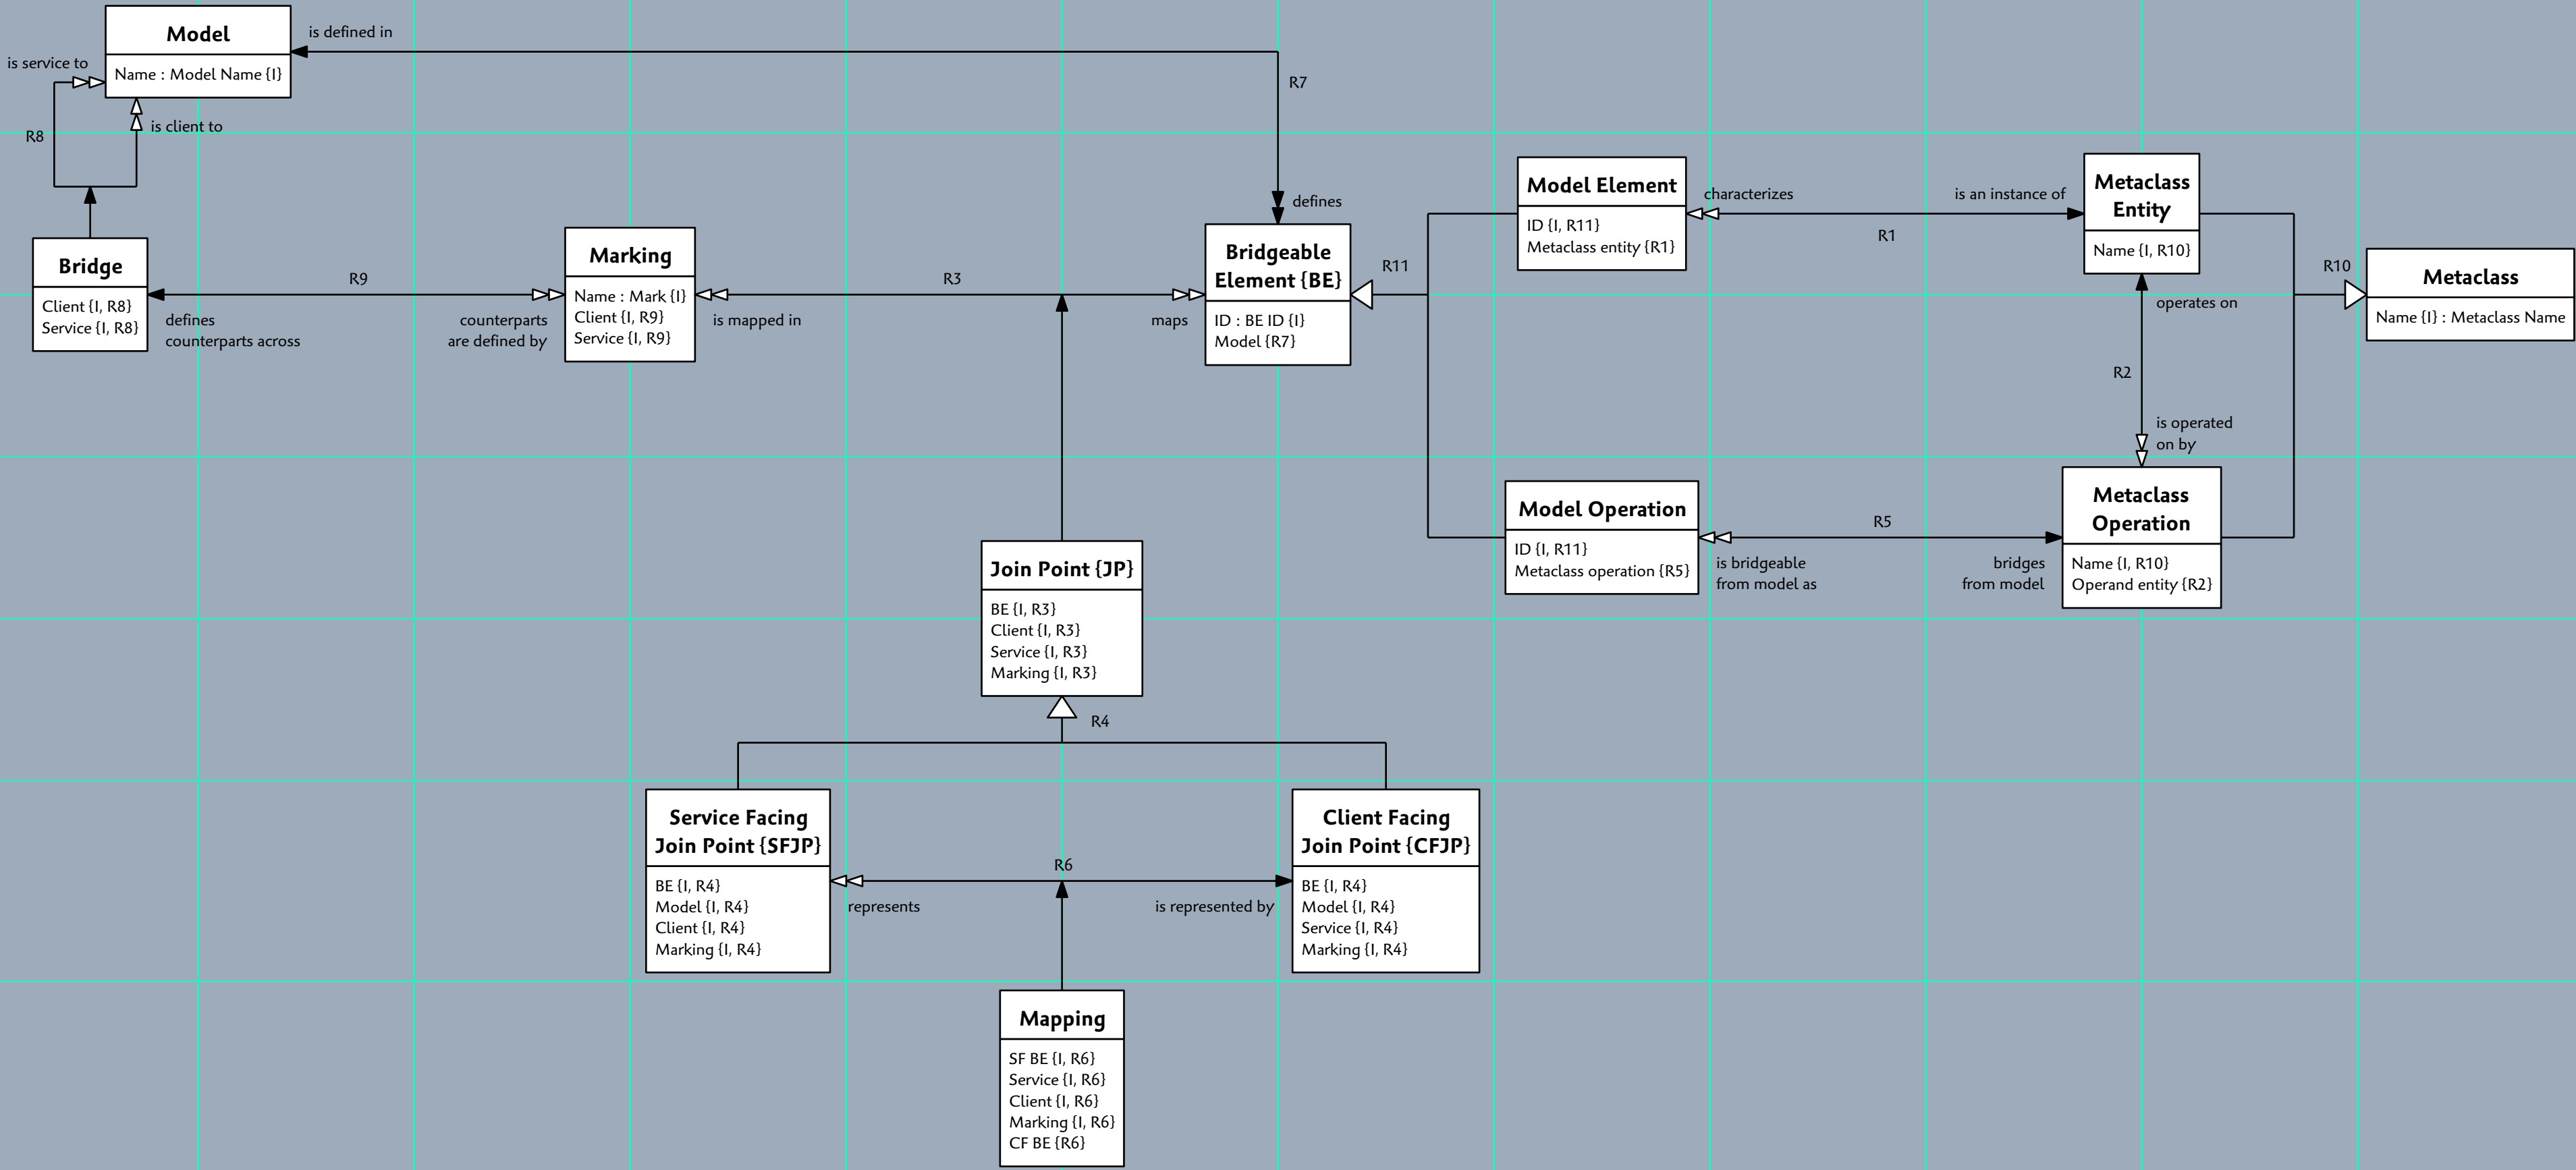 Model
Name : Model Name {I}
is defined in
is service to
R7
is client to
R8
defines
Bridge
Client {I, R8}
Service {I, R8}
R9
defines
counterparts across
counterparts
are defined by
Marking
Name : Mark {I}
Client {I, R9}
Service {I, R9}
R3
is mapped in
maps
Bridgeable
Element {BE}
ID : BE ID {I}
Model {R7}
R11
Model Element
ID {I, R11}
Metaclass entity {R1}
characterizes
is an instance of
R1
Metaclass
Entity
Name {I, R10}
R10
Metaclass
Name {I} : Metaclass Name
operates on
R2
is operated
on by
Model Operation
ID {I, R11}
Metaclass operation {R5}
R5
is bridgeable
from model as
bridges
from model
Metaclass
Operation
Name {I, R10}
Operand entity {R2}
Join Point {JP}
BE {I, R3}
Client {I, R3}
Service {I, R3}
Marking {I, R3}
R4
Service Facing
Join Point {SFJP}
BE {I, R4}
Model {I, R4}
Client {I, R4}
Marking {I, R4}
R6
represents
is represented by
Client Facing
Join Point {CFJP}
BE {I, R4}
Model {I, R4}
Service {I, R4}
Marking {I, R4}
Mapping
SF BE {I, R6}
Service {I, R6}
Client {I, R6}
Marking {I, R6}
CF BE {R6}